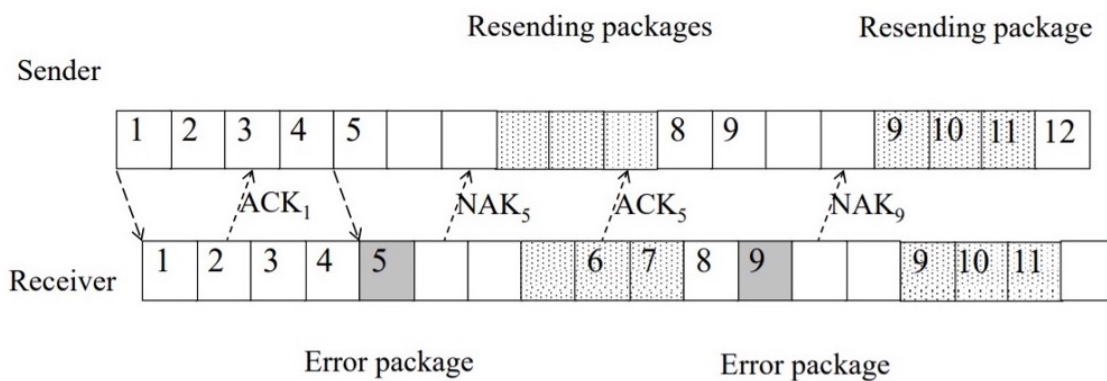 Resending packages Resending package
Sender
1 2 3 4 5 8 9 9 10 11 12
ACK1 NAK5 ACK5 NAK9
Receiver
1 2 3 4 5 6 7 8 9 9 10 11
Error package Error package